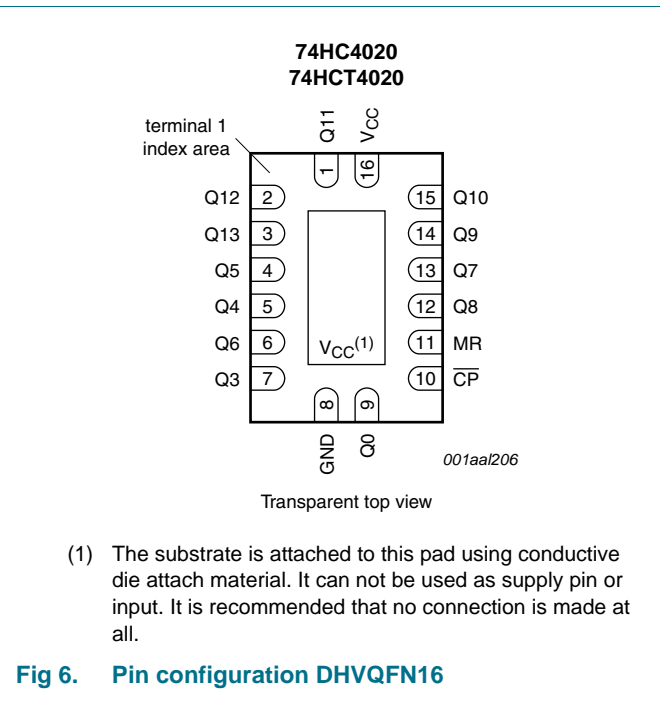 74HC4020
74HCT4020
terminal 1
index area
Q11
VCC
1
16
Q12 2
15 Q10
Q13 3
14 Q9
Q5 4
13 Q7
Q4 5
12 Q8
Q6 6
VCC(1)
11 MR
Q3 7
10 CP
8
9
GND
Q0
001aal206
Transparent top view
(1) The substrate is attached to this pad using conductive
die attach material. It can not be used as supply pin or
input. It is recommended that no connection is made at
all.
Fig 6. Pin configuration DHVQFN16